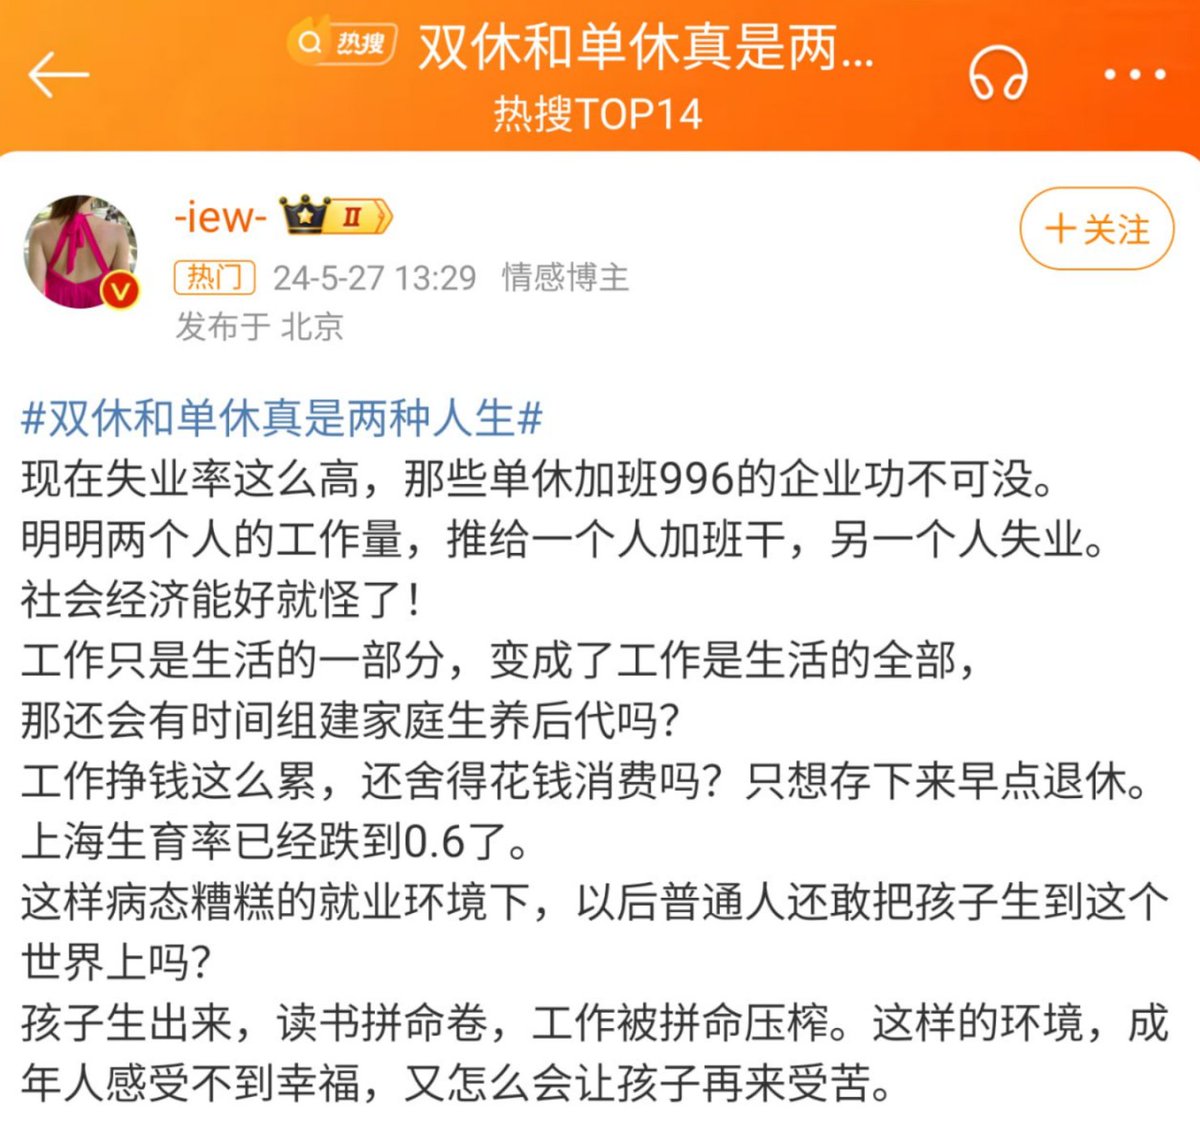 热搜 双休和单休真是两...
热搜TOP14
-iew- II
+关注
热门 24-5-27 13:29 情感博主
发布于 北京
#双休和单休真是两种人生#
现在失业率这么高，那些单休加班996的企业功不可没。
明明两个人的工作量，推给一个人加班干，另一个人失业。
社会经济能好就怪了！
工作只是生活的一部分，变成了工作是生活的全部，
那还会有时间组建家庭生养后代吗？
工作挣钱这么累，还舍得花钱消费吗？只想存下来早点退休。
上海生育率已经跌到0.6了。
这样病态糟糕的就业环境下，以后普通人还敢把孩子生到这个
世界上吗？
孩子生出来，读书拼命卷，工作被拼命压榨。这样的环境，成
年人感受不到幸福，又怎么会让孩子再来受苦。